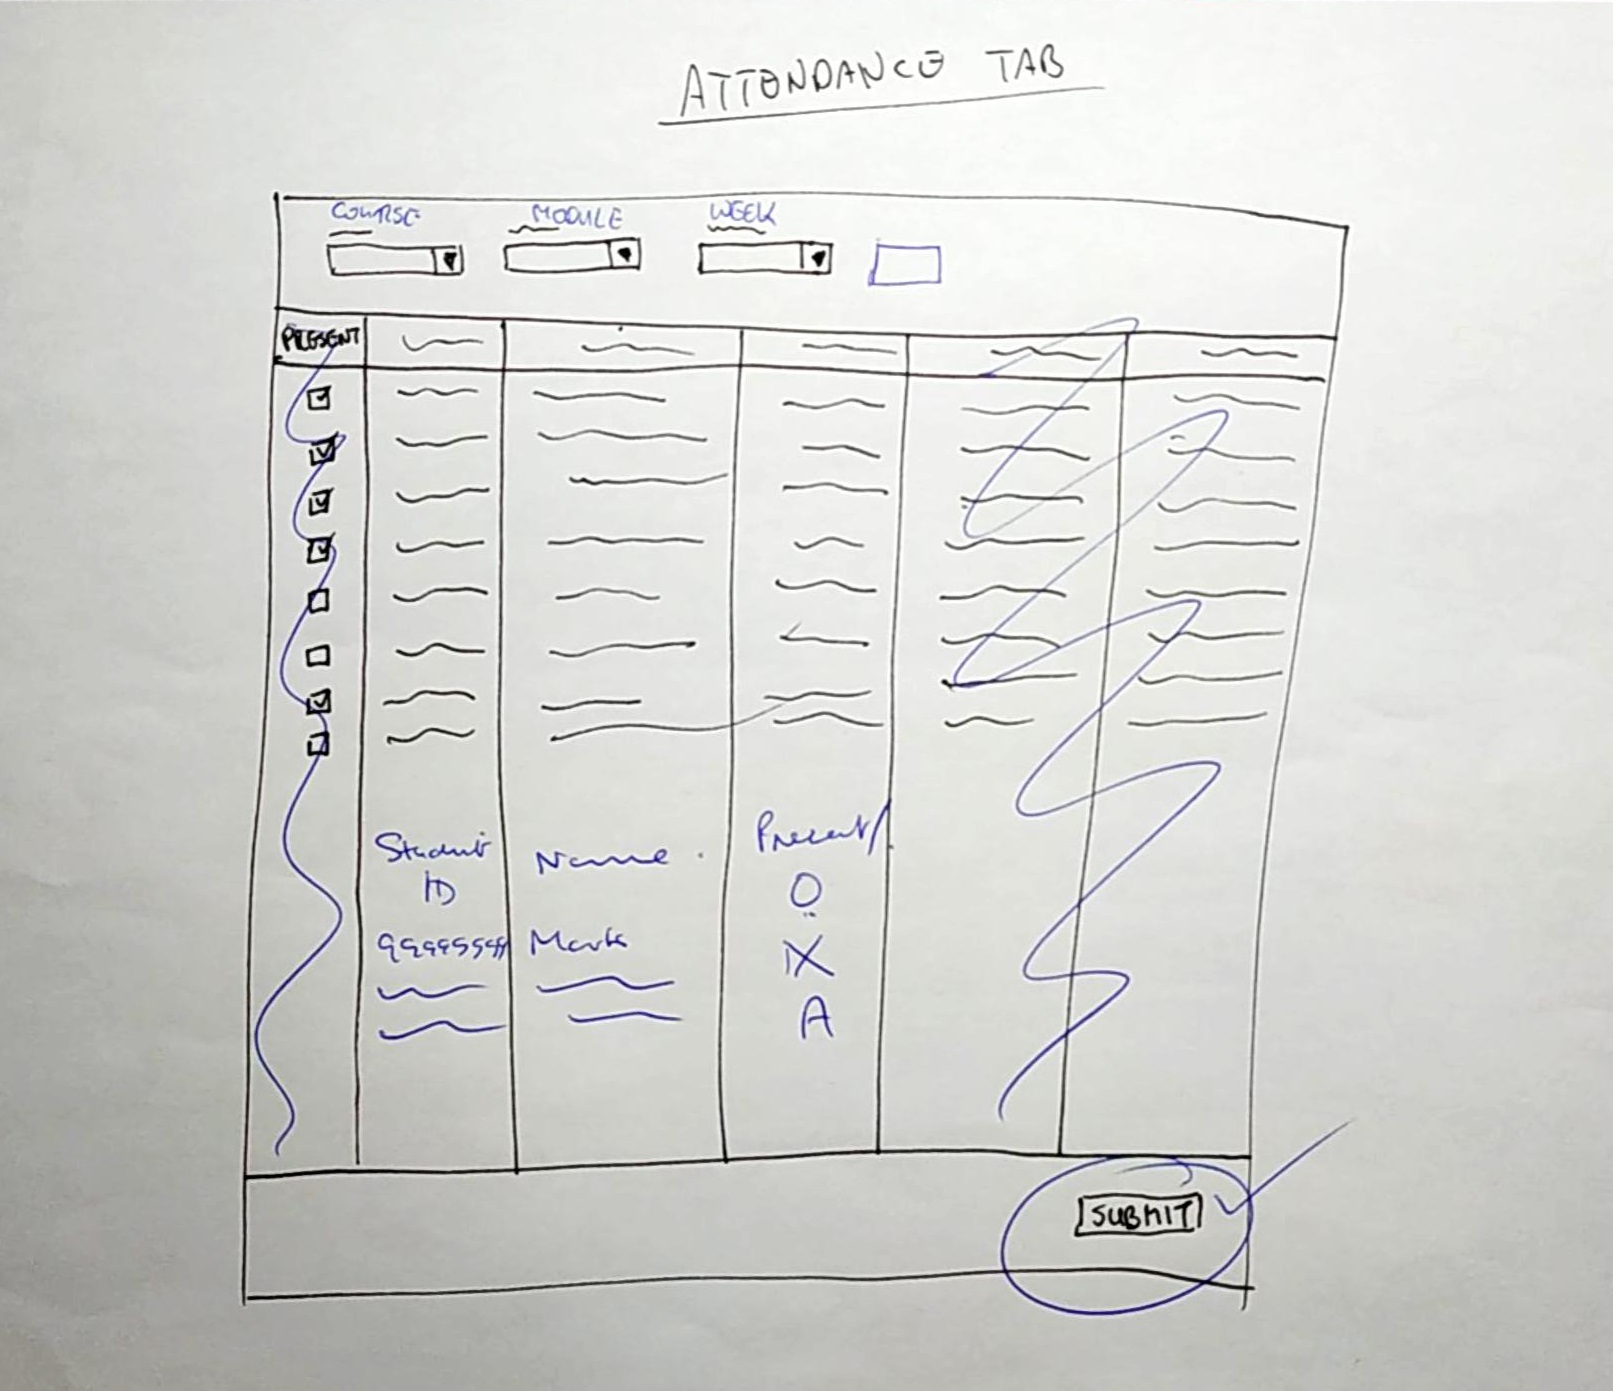 ATTENDANCE TAB
COURSE MODULE WEEK
PRESENT
Student Name Present/
ID O
99999999 Mark X
A
SUBMIT